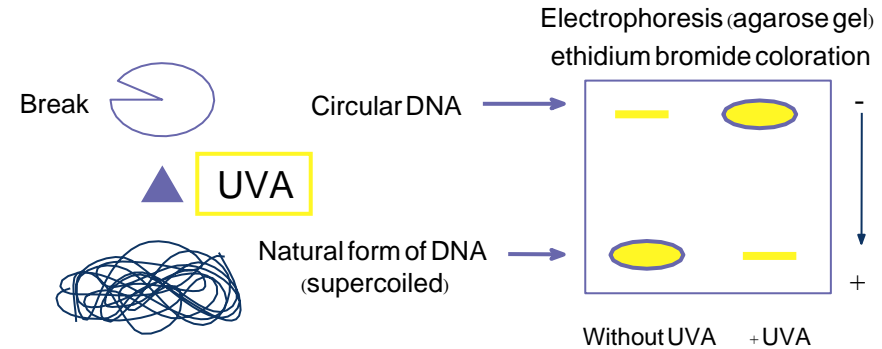 Electrophoresis (agarose gel)
ethidium bromide coloration
Break
Circular DNA
-
UVA
Natural form of DNA
(supercoiled)
+
Without UVA
+ UVA